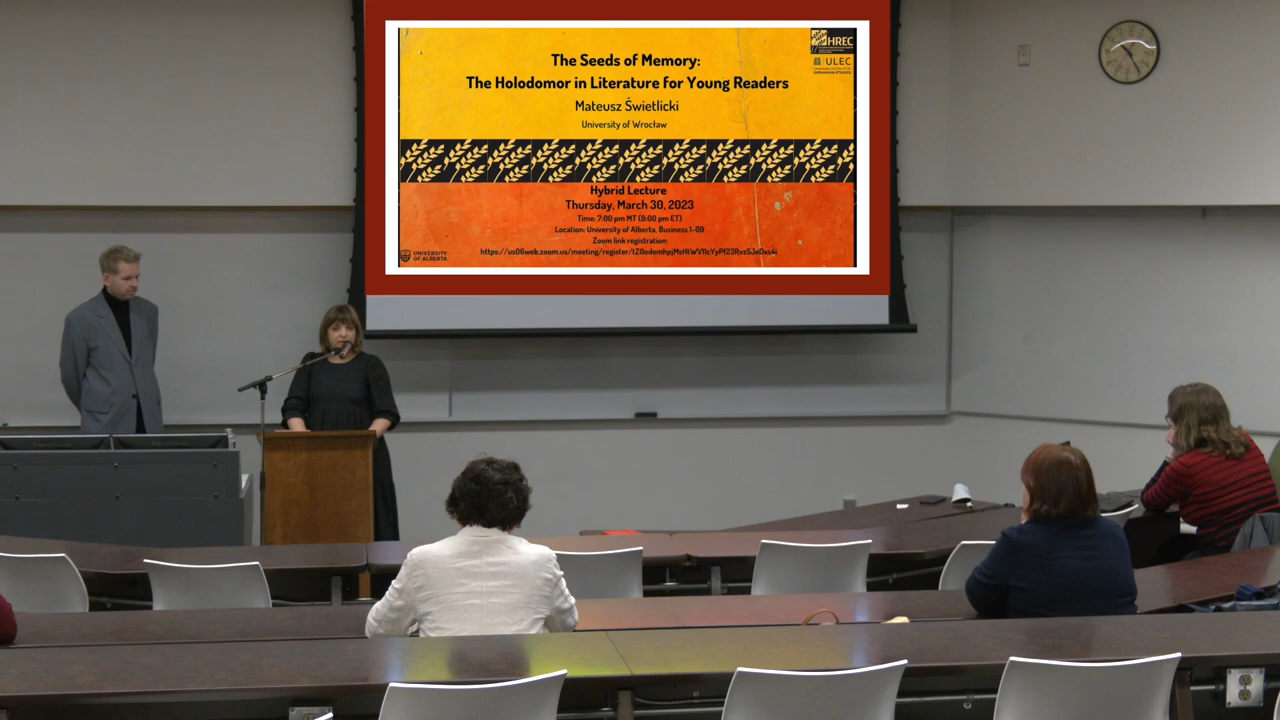 HREC
ULEC
UKRAINIAN STUDIES
The Seeds of Memory:
The Holodomor in Literature for Young Readers
Mateusz Świetlicki
University of Wrocław
Hybrid Lecture
Thursday, March 30, 2023
Time: 7:00 pm MT (9:00 pm ET)
Location: University of Alberta, Business 1-09
Zoom link registration:
UNIVERSITY
OF ALBERTA